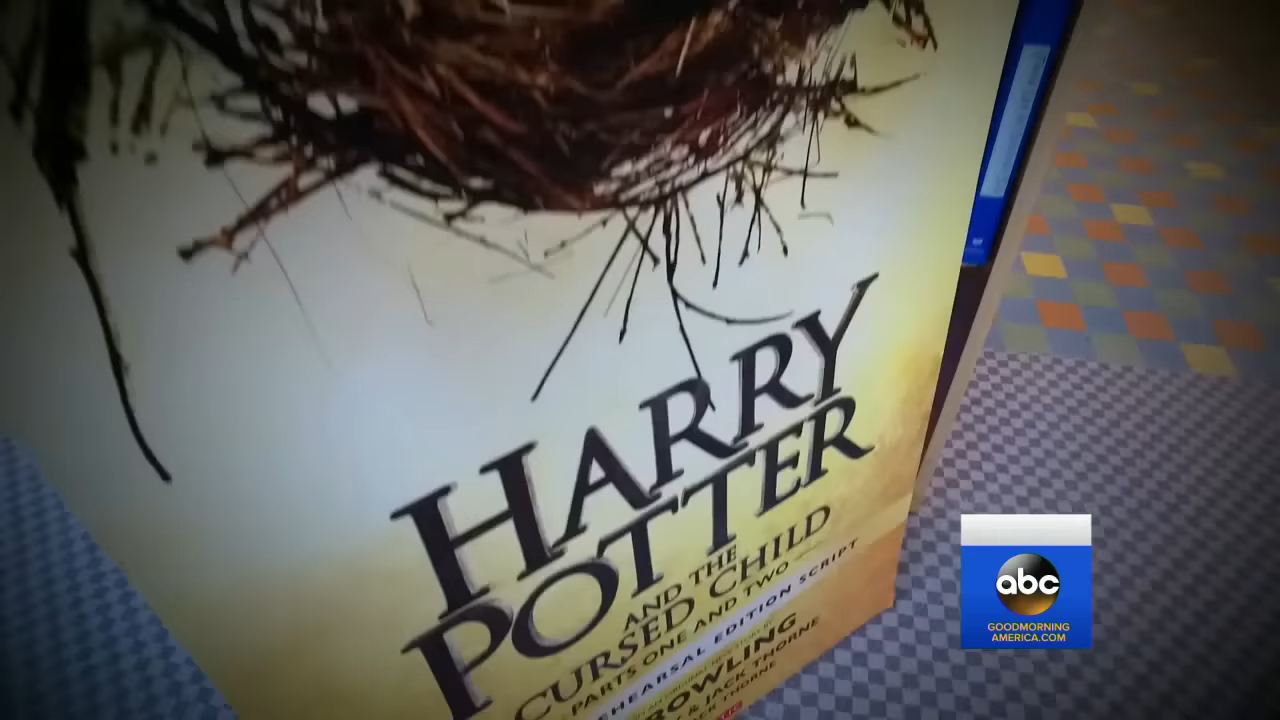 HARRY
POTTER
AND THE
CURSED CHILD
PARTS ONE AND TWO
REHEARSAL EDITION SCRIPT
ROWLING
& JACK THORNE
THORNE
abc
GOODMORNING
AMERICA.COM